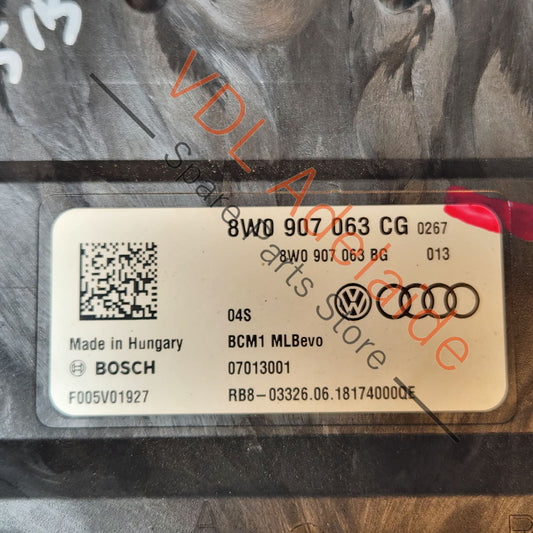 VDL Adelaide
Spare Parts Store
8W0 907 063 CG 0267
8W0 907 063 BG 013
04S
Made in Hungary BCM1 MLBevo
BOSCH 07013001
F005V01927 RB8-03326.06.18174000QE